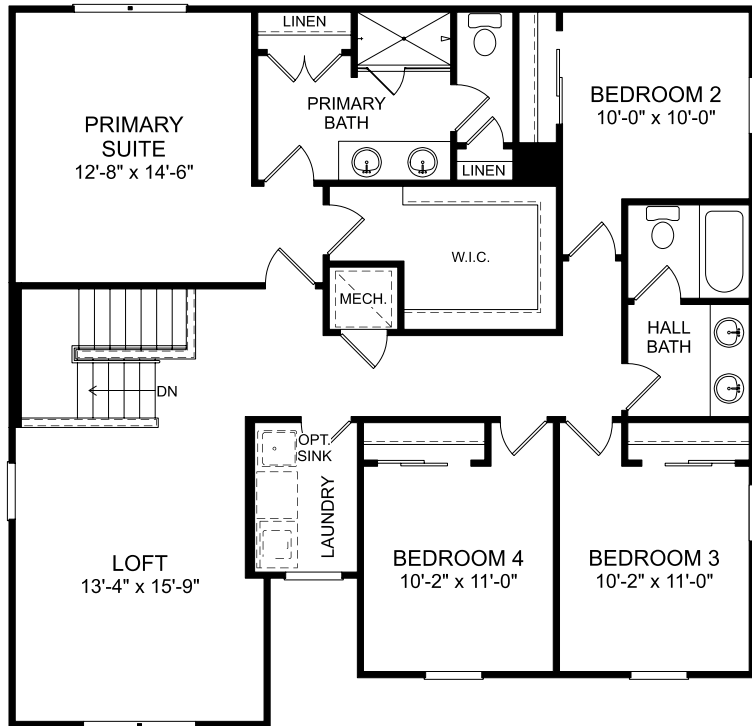 LINEN
PRIMARY
BATH
BEDROOM 2
10'-0" x 10'-0"
PRIMARY
SUITE
12'-8" x 14'-6"
LINEN
W.I.C.
MECH.
HALL
BATH
DN
OPT.
SINK
LAUNDRY
LOFT
13'-4" x 15'-9"
BEDROOM 4
10'-2" x 11'-0"
BEDROOM 3
10'-2" x 11'-0"